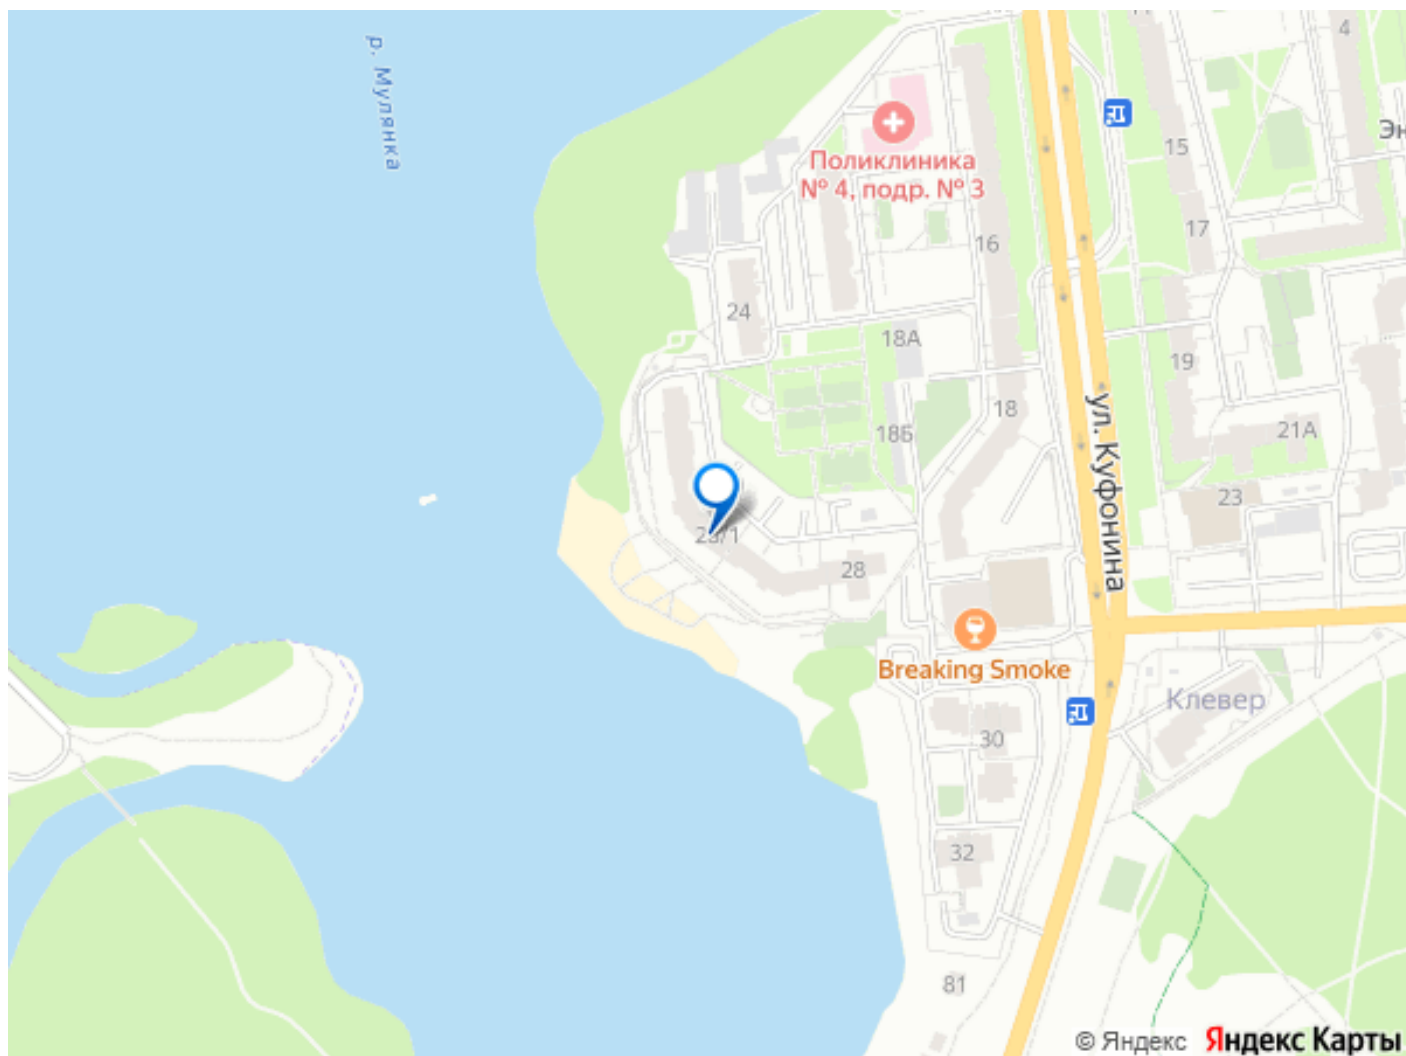 р. Мулянка
4
Поликлиника
№ 4, подр. № 3
15
Эн
17
16
24
18А
19
18
18Б
21А
ул. Куфонина
23
28
Breaking Smoke
Клевер
30
32
81
© Яндекс
Яндекс Карты